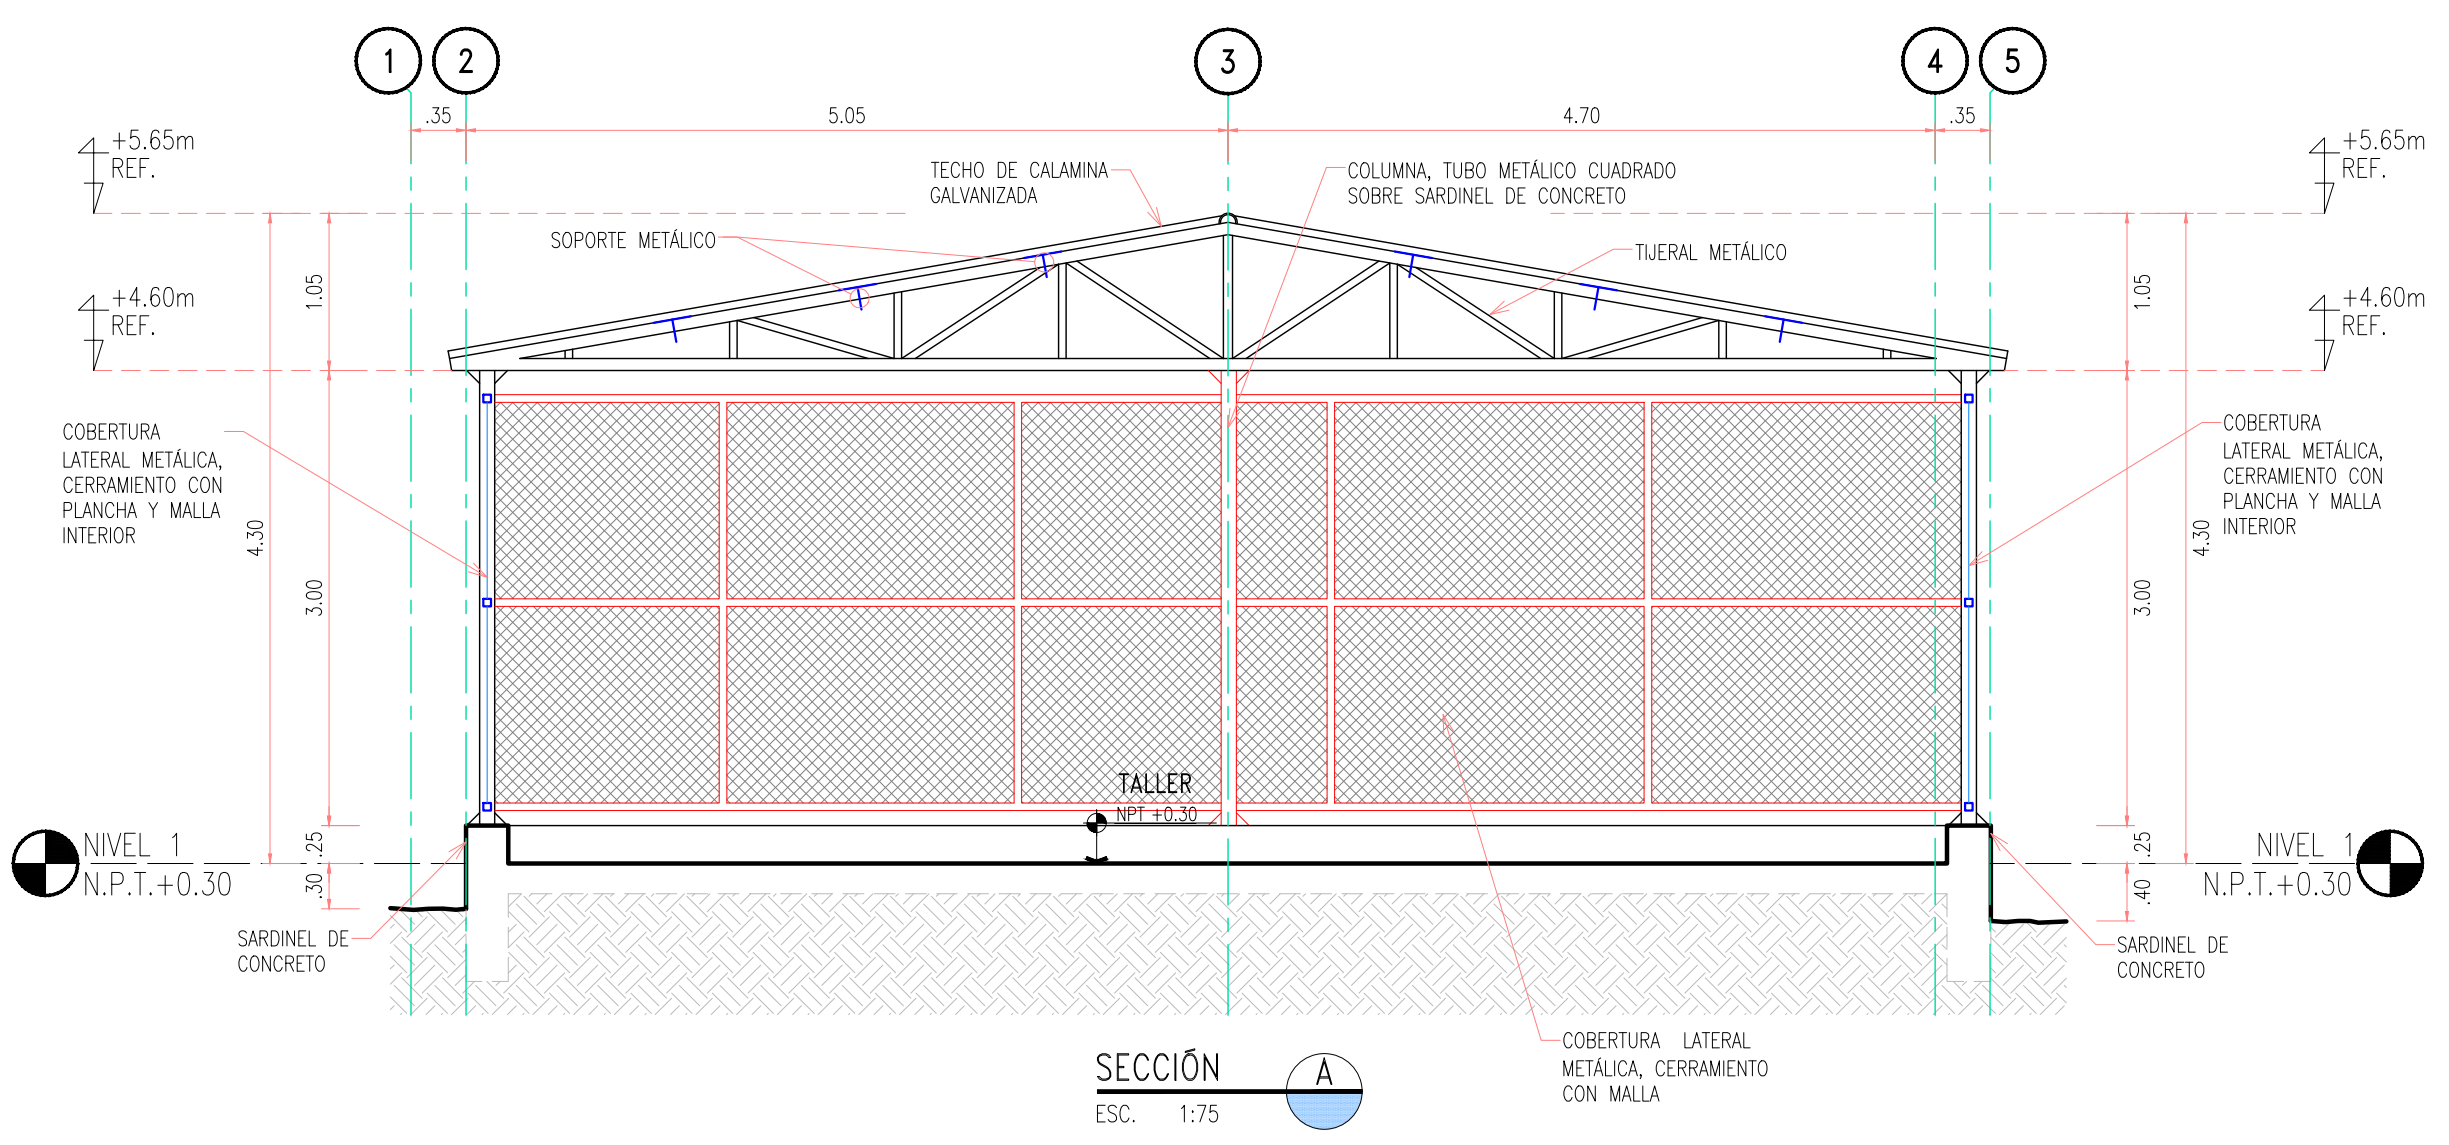 1 2 3 4 5
.35 5.05 4.70 .35
+5.65m
REF.
+5.65m
REF.
TECHO DE CALAMINA
GALVANIZADA
COLUMNA, TUBO METÁLICO CUADRADO
SOBRE SARDINEL DE CONCRETO
SOPORTE METÁLICO
TIJERAL METÁLICO
1.05
1.05
+4.60m
REF.
+4.60m
REF.
COBERTURA
LATERAL METÁLICA,
CERRAMIENTO CON
PLANCHA Y MALLA
INTERIOR
COBERTURA
LATERAL METÁLICA,
CERRAMIENTO CON
PLANCHA Y MALLA
INTERIOR
4.30
3.00
3.00
4.30
TALLER
NPT +0.30
NIVEL 1
N.P.T.+0.30
.25
.30
.25
.40
NIVEL 1
N.P.T.+0.30
SARDINEL DE
CONCRETO
SARDINEL DE
CONCRETO
COBERTURA LATERAL
METÁLICA, CERRAMIENTO
CON MALLA
SECCIÓN A
ESC. 1:75